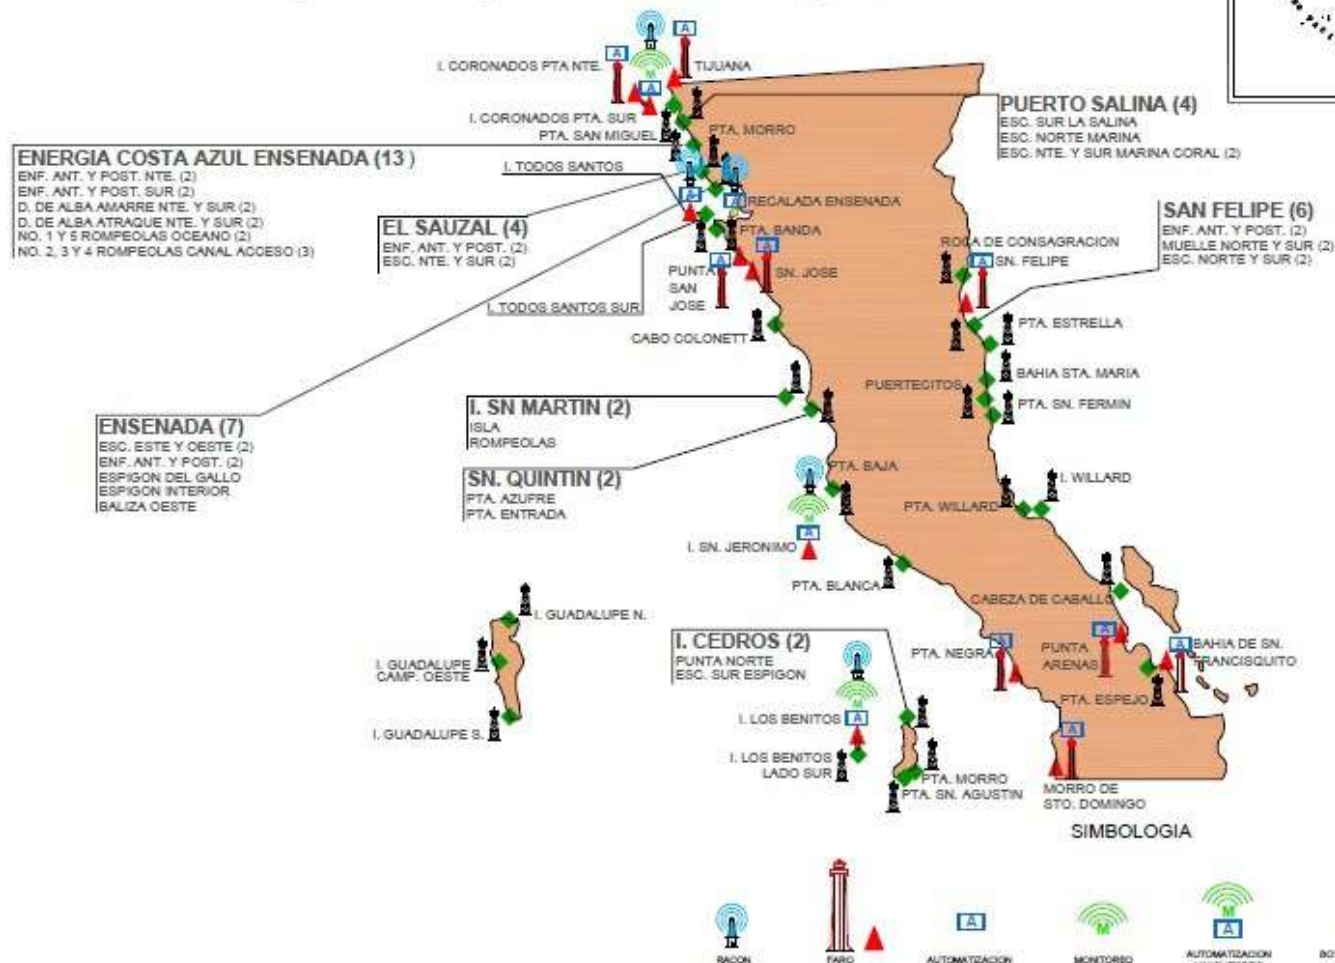 I. CORONADOS PTA NTE.
A
A
A
M
TIJUANA
I. CORONADOS PTA. SUR
PTA. SAN MIGUEL
PTA. MORRO
PUERTO SALINA (4)
ESC. SUR LA SALINA
ESC. NORTE MARINA
ESC. NTE. Y SUR MARINA CORAL (2)
ENERGIA COSTA AZUL ENSENADA (13 )
ENF. ANT. Y POST. NTE. (2)
ENF. ANT. Y POST. SUR (2)
D. DE ALBA AMARRE NTE. Y SUR (2)
D. DE ALBA ATRAQUE NTE. Y SUR (2)
NO. 1 Y 5 ROMPEOLAS OCEANO (2)
NO. 2, 3 Y 4 ROMPEOLAS CANAL ACCESO (3)
I. TODOS SANTOS
A
A
RECALADA ENSENADA
EL SAUZAL (4)
ENF. ANT. Y POST. (2)
ESC. NTE. Y SUR (2)
SAN FELIPE (6)
ENF. ANT. Y POST. (2)
MUELLE NORTE Y SUR (2)
ESC. NORTE Y SUR (2)
PTA. BANDA
A
A
PUNTA
SAN
JOSE
SN. JOSE
ROCA DE CONSAGRACION
A
SN. FELIPE
I. TODOS SANTOS SUR
CABO COLONETT
PTA. ESTRELLA
BAHIA STA. MARIA
PUERTECITOS
PTA. SN. FERMIN
ENSENADA (7)
ESC. ESTE Y OESTE (2)
ENF. ANT. Y POST. (2)
ESPIGON DEL GALLO
ESPIGON INTERIOR
BALIZA OESTE
I. SN MARTIN (2)
ISLA
ROMPEOLAS
SN. QUINTIN (2)
PTA. AZUFRE
PTA. ENTRADA
PTA. BAJA
M
A
I. SN. JERONIMO
I. WILLARD
PTA. WILLARD
PTA. BLANCA
CABEZA DE CABALLO
I. GUADALUPE N.
I. GUADALUPE
CAMP. OESTE
I. GUADALUPE S.
I. CEDROS (2)
PUNTA NORTE
ESC. SUR ESPIGON
M
A
I. LOS BENITOS
I. LOS BENITOS
LADO SUR
A
PTA. NEGRA
A
PUNTA
ARENAS
A
BAHIA DE SN.
FRANCISQUITO
PTA. ESPEJO
PTA. MORRO
PTA. SN. AGUSTIN
A
MORRO DE
STO. DOMINGO
SIMBOLOGIA
M
A
A
M
RACON
FARO
AUTOMATIZACION
MONITOREO
AUTOMATIZACION